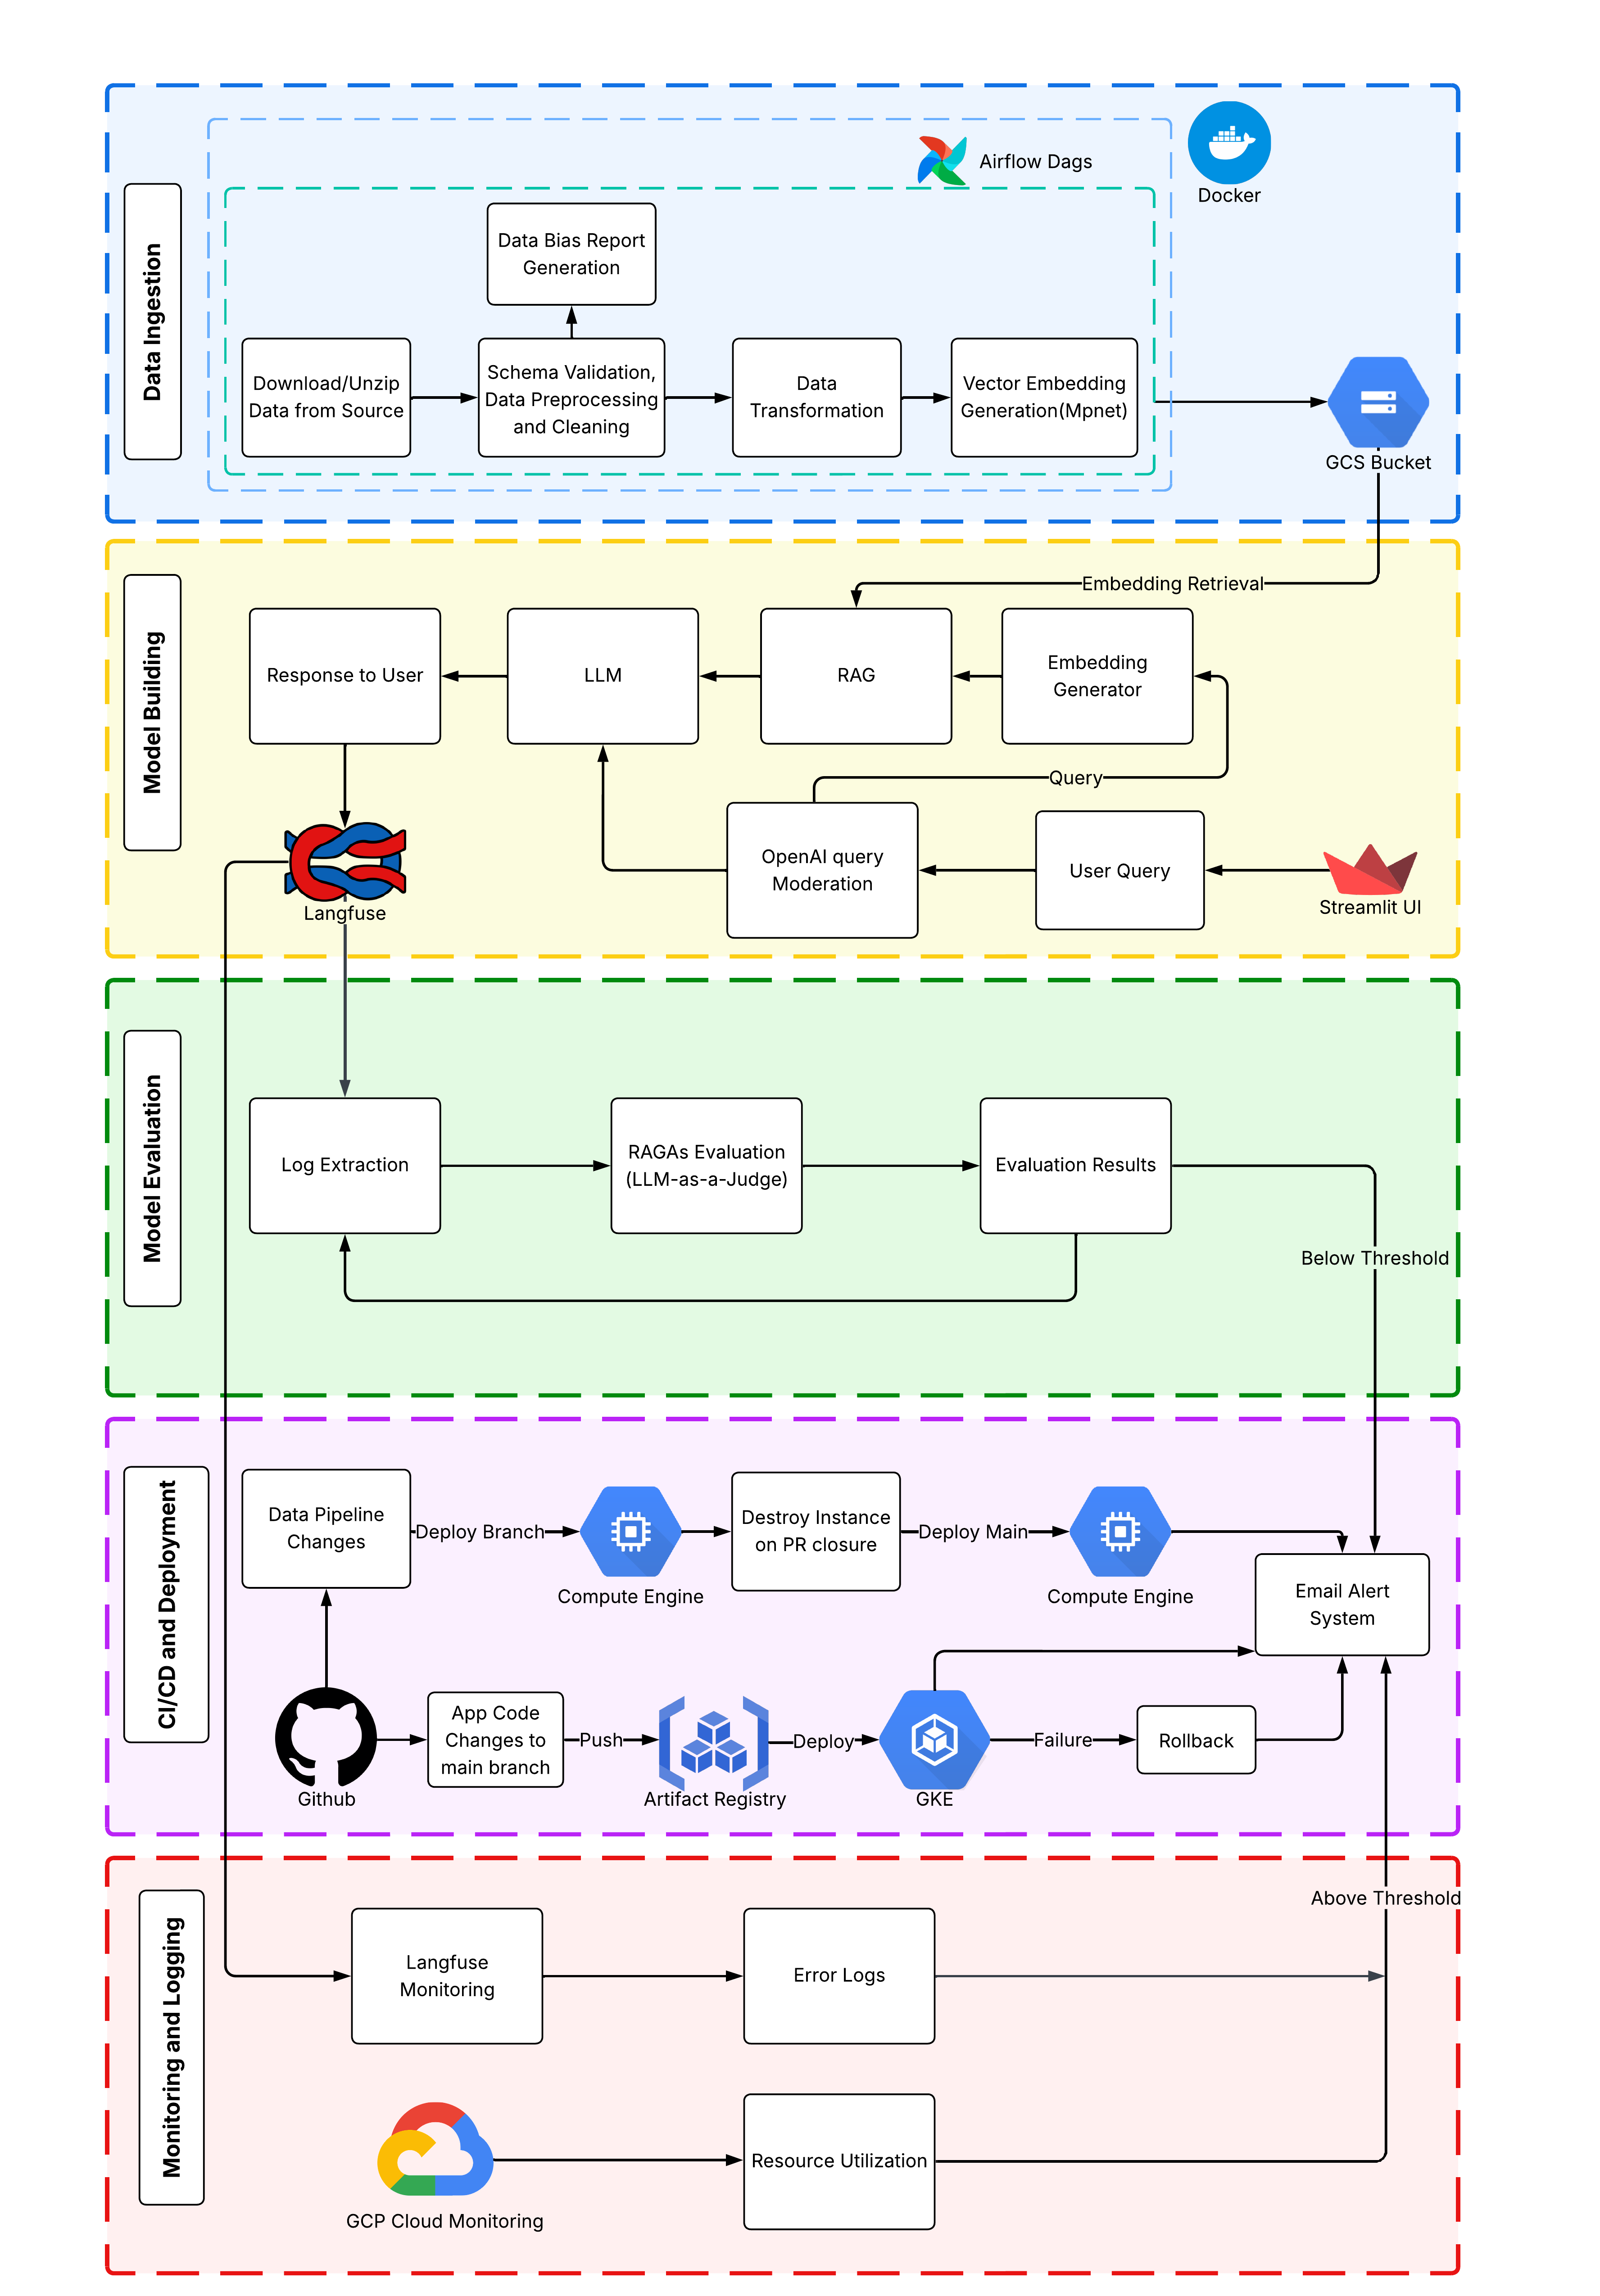 Data Ingestion
Airflow Dags
Docker
Data Bias Report
Generation
Download/Unzip
Data from Source
Schema Validation,
Data Preprocessing
and Cleaning
Data
Transformation
Vector Embedding
Generation(Mpnet)
GCS Bucket
Model Building
Embedding Retrieval
Response to User
LLM
RAG
Embedding
Generator
Query
OpenAI query
Moderation
User Query
Streamlit UI
Langfuse
Model Evaluation
Log Extraction
RAGAs Evaluation
(LLM-as-a-Judge)
Evaluation Results
Below Threshold
CI/CD and Deployment
Data Pipeline
Changes
Deploy Branch
Compute Engine
Destroy Instance
on PR closure
Deploy Main
Compute Engine
Email Alert
System
Github
App Code
Changes to
main branch
Push
Artifact Registry
Deploy
GKE
Failure
Rollback
Monitoring and Logging
Above Threshold
Langfuse
Monitoring
Error Logs
GCP Cloud Monitoring
Resource Utilization